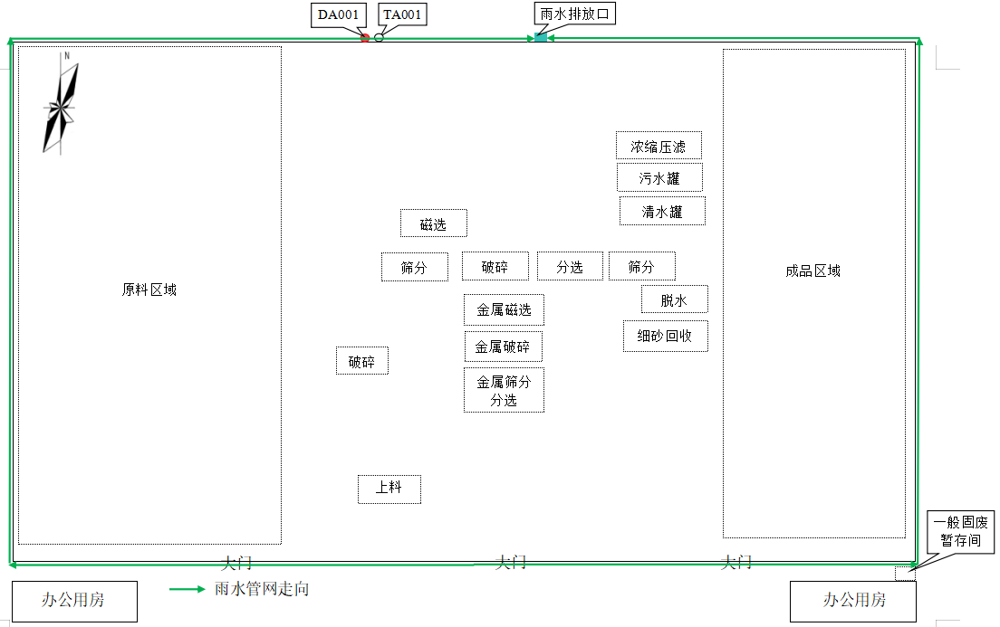 DA001
TA001
雨水排放口
N
浓缩压滤
污水罐
清水罐
磁选
筛分
破碎
分选
筛分
成品区域
原料区域
脱水
金属磁选
细砂回收
金属破碎
破碎
金属筛分
分选
上料
一般固废
暂存间
大门
大门
大门
雨水管网走向
办公用房
办公用房